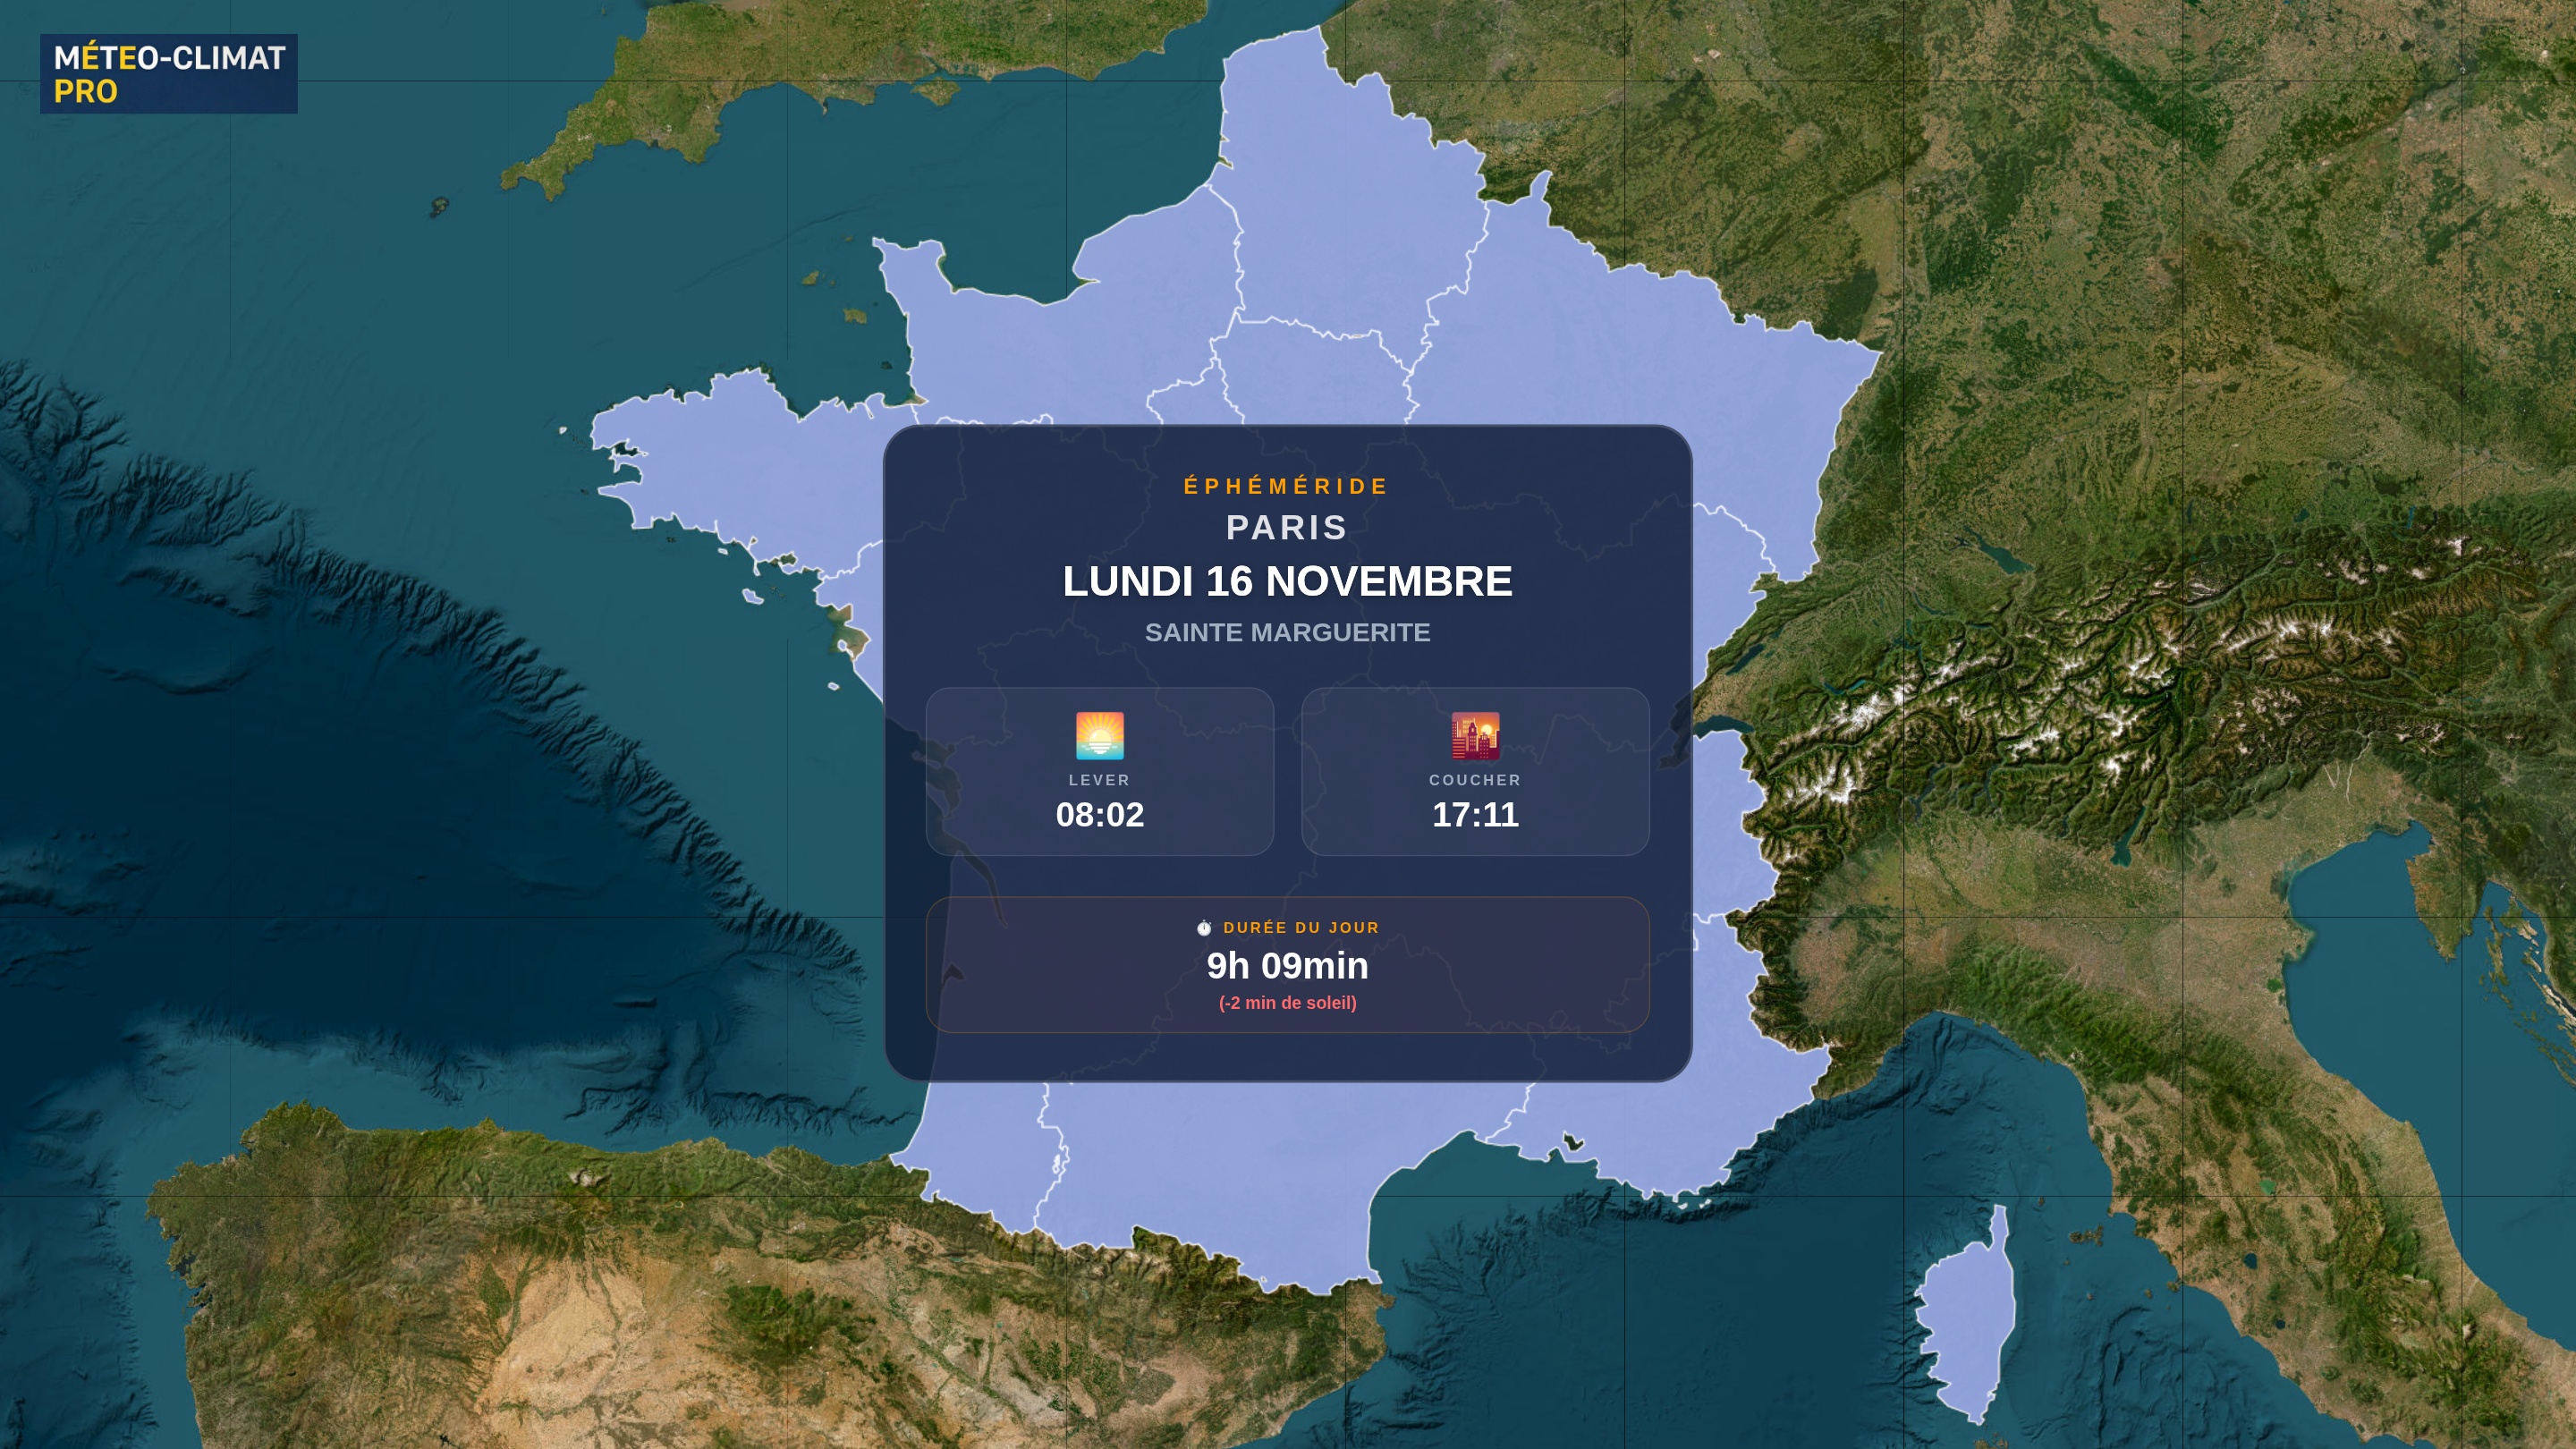 MÉTEO-CLIMAT
PRO
ÉPHÉMÉRIDE
PARIS
LUNDI 16 NOVEMBRE
SAINTE MARGUERITE
LEVER
08:02
COUCHER
17:11
DURÉE DU JOUR
9h 09min
(-2 min de soleil)